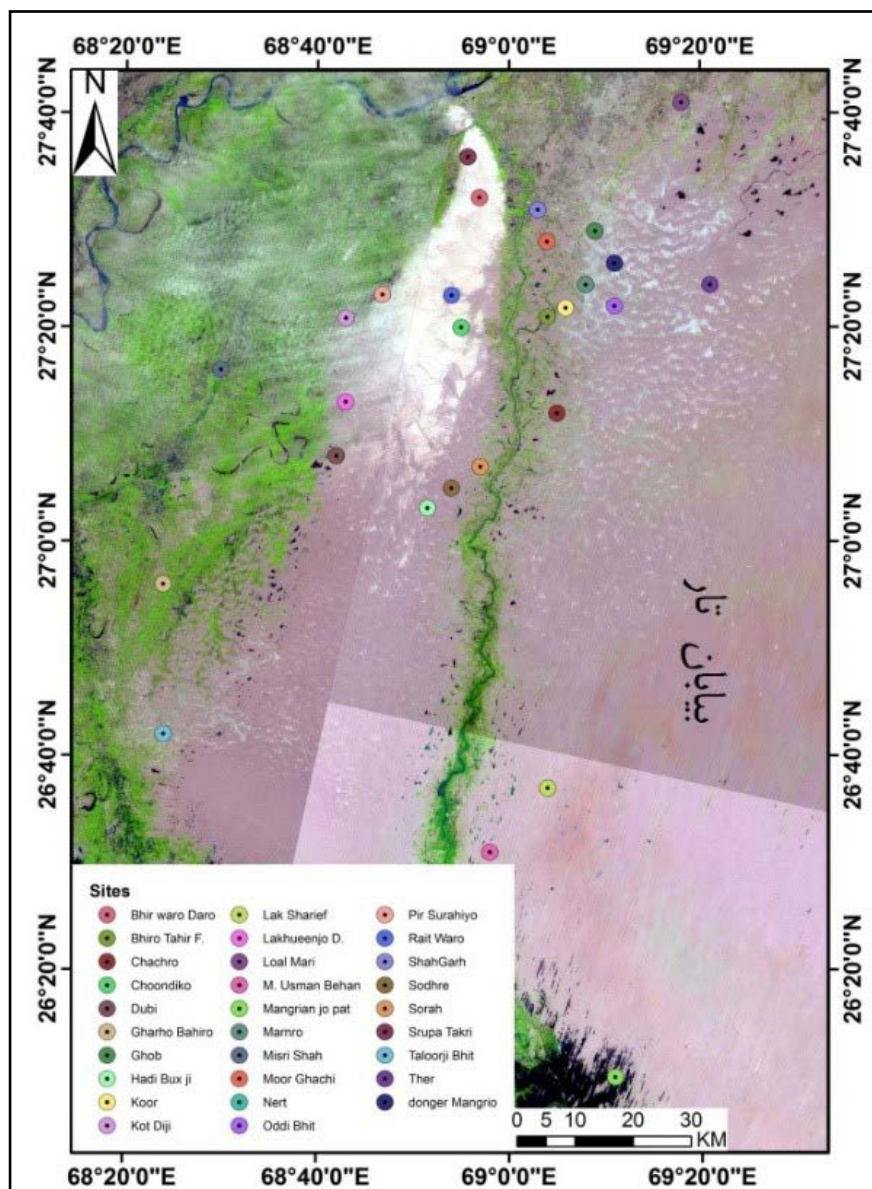 68°20'0"E 68°40'0"E 69°0'0"E 69°20'0"E
N
27°40'0"N 27°40'0"N
27°20'0"N 27°20'0"N
27°0'0"N 27°0'0"N
بیابان تار
26°40'0"N 26°40'0"N
26°20'0"N 26°20'0"N
Sites
Bhir waro Daro
Bhiro Tahir F.
Chachro
Choondiko
Dubi
Gharho Bahiro
Ghob
Hadi Bux ji
Koor
Kot Diji
Lak Sharief
Lakhueenjo D.
Loal Mari
M. Usman Behan
Mangrian jo pat
Marnro
Misri Shah
Moor Ghachi
Nert
Oddi Bhit
Pir Surahiyo
Rait Waro
ShahGarh
Sodhre
Sorah
Srupa Takri
Taloorji Bhit
Ther
donger Mangrio
0 5 10 20 30
KM
68°20'0"E 68°40'0"E 69°0'0"E 69°20'0"E